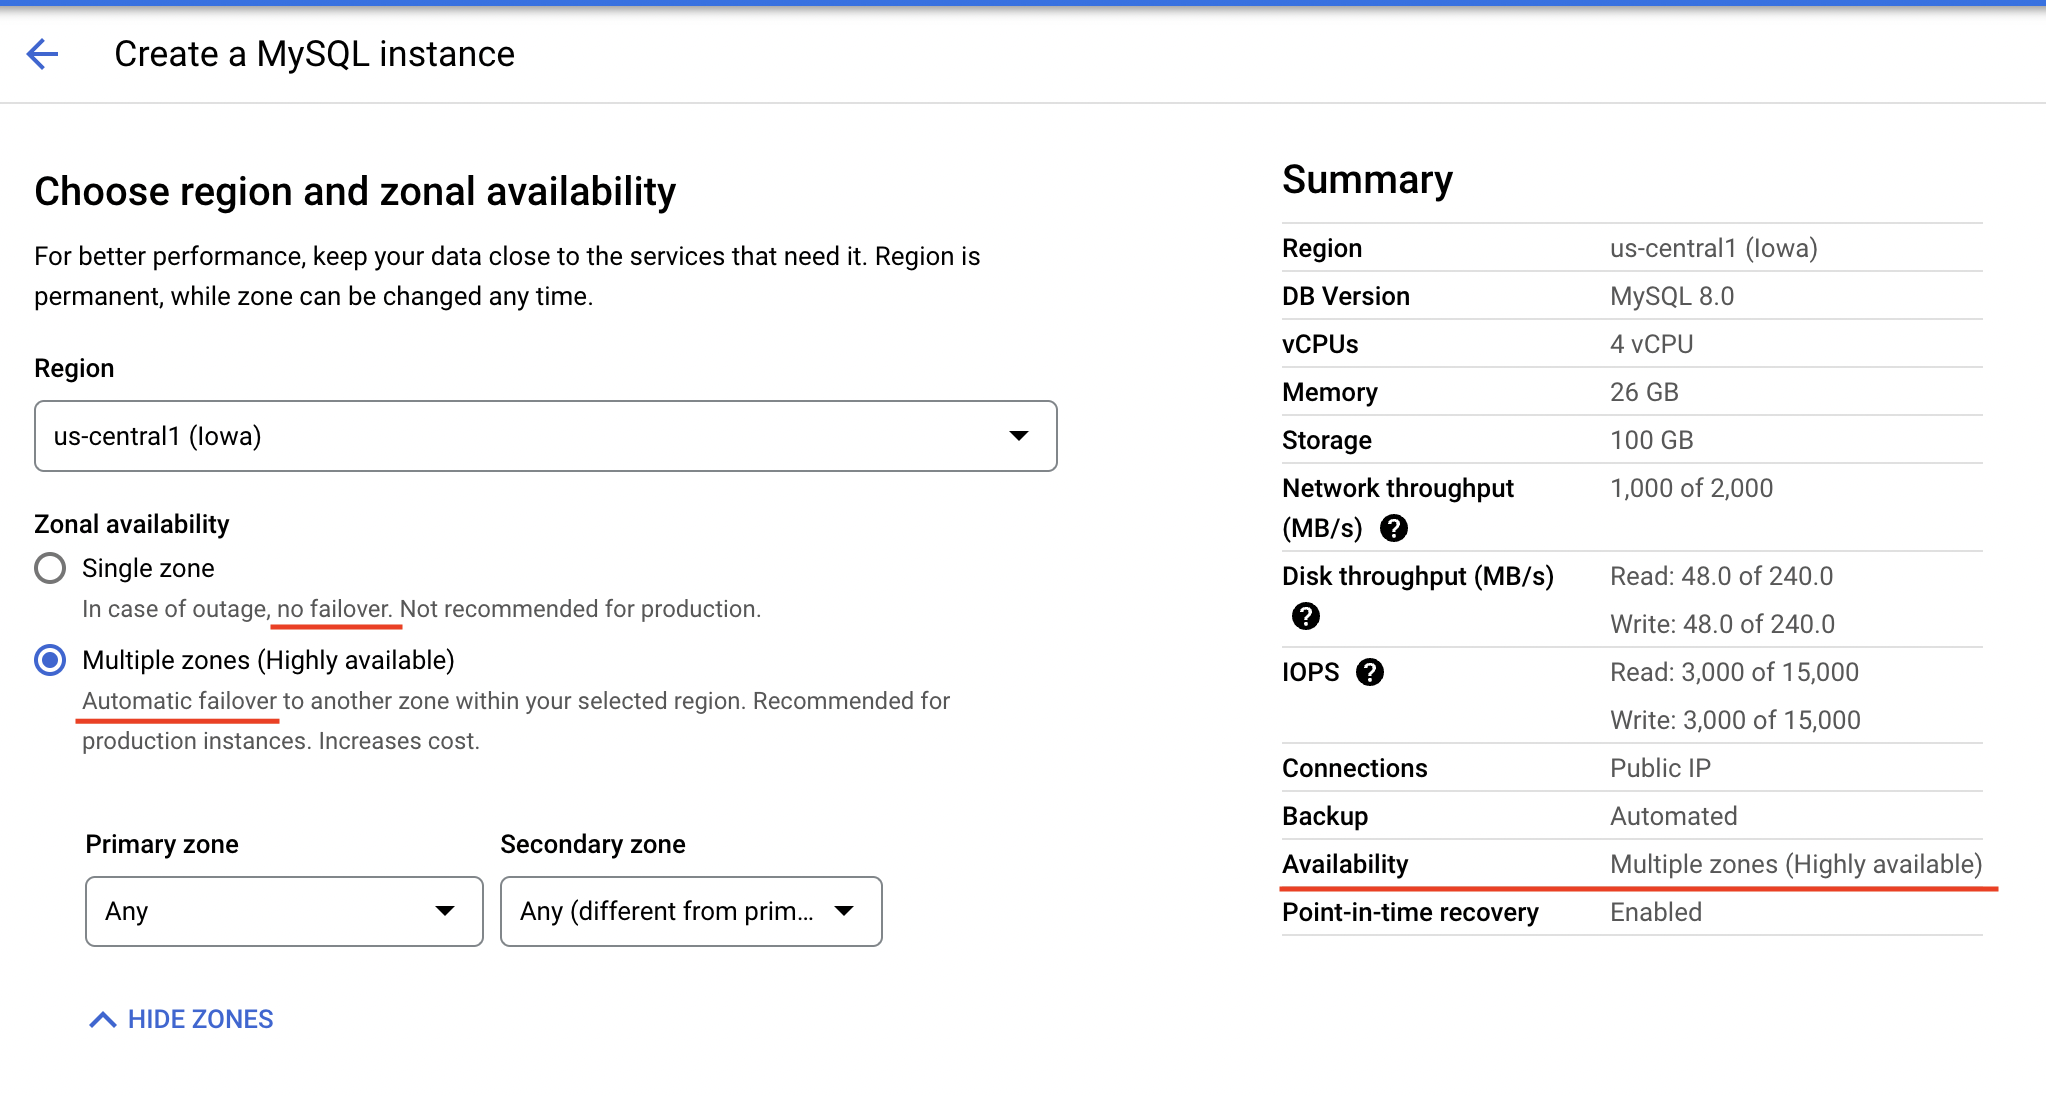 Create a MySQL instance
Choose region and zonal availability
For better performance, keep your data close to the services that need it. Region is
permanent, while zone can be changed any time.
Region
us-central1 (Iowa)
Zonal availability
Single zone
In case of outage, no failover. Not recommended for production.
Multiple zones (Highly available)
Automatic failover to another zone within your selected region. Recommended for
production instances. Increases cost.
Primary zone
Any
Secondary zone
Any (different from prim...
HIDE ZONES
Summary
Region us-central1 (Iowa)
DB Version MySQL 8.0
vCPUs 4 vCPU
Memory 26 GB
Storage 100 GB
Network throughput 1,000 of 2,000
(MB/s) ?
Disk throughput (MB/s) Read: 48.0 of 240.0
? Write: 48.0 of 240.0
IOPS ? Read: 3,000 of 15,000
Write: 3,000 of 15,000
Connections Public IP
Backup Automated
Availability Multiple zones (Highly available)
Point-in-time recovery Enabled